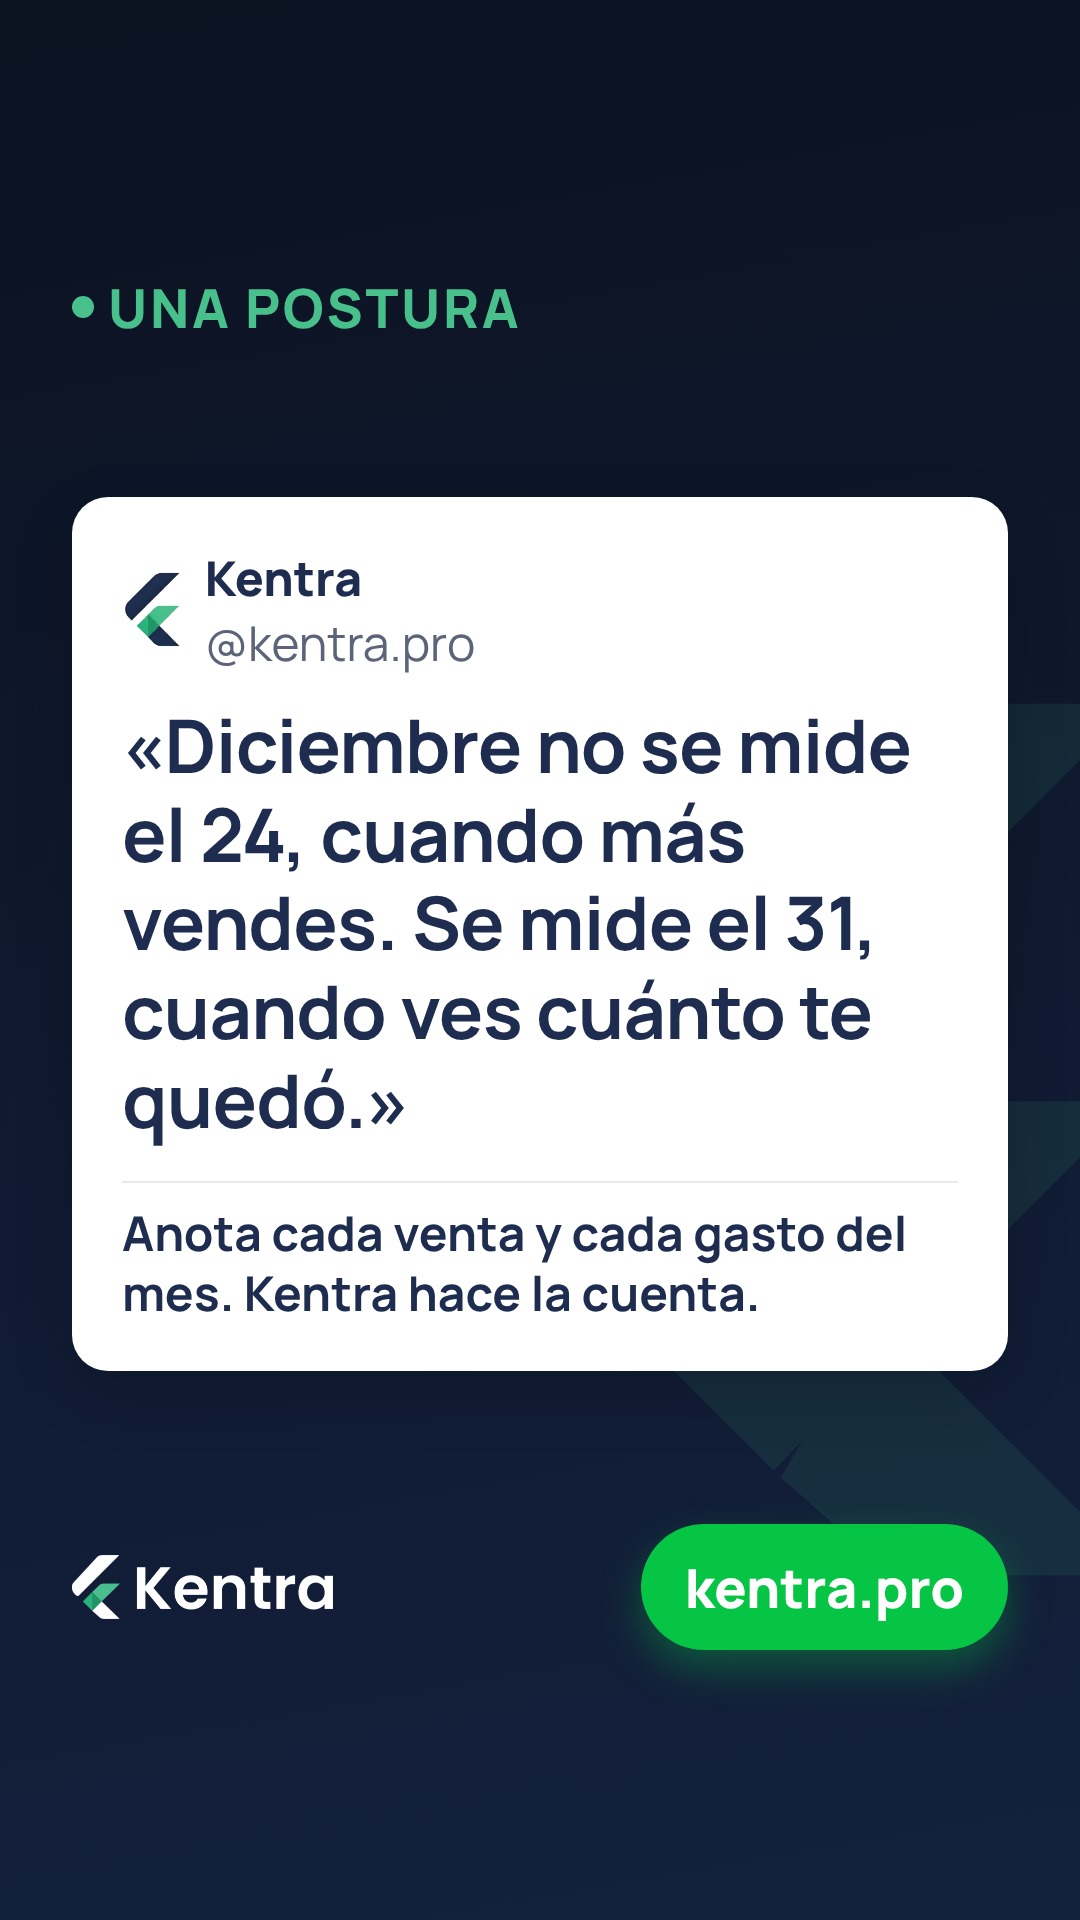 UNA POSTURA
Kentra
@kentra.pro
«Diciembre no se mide
el 24, cuando más
vendes. Se mide el 31,
cuando ves cuánto te
quedó.»
Anota cada venta y cada gasto del
mes. Kentra hace la cuenta.
Kentra
kentra.pro